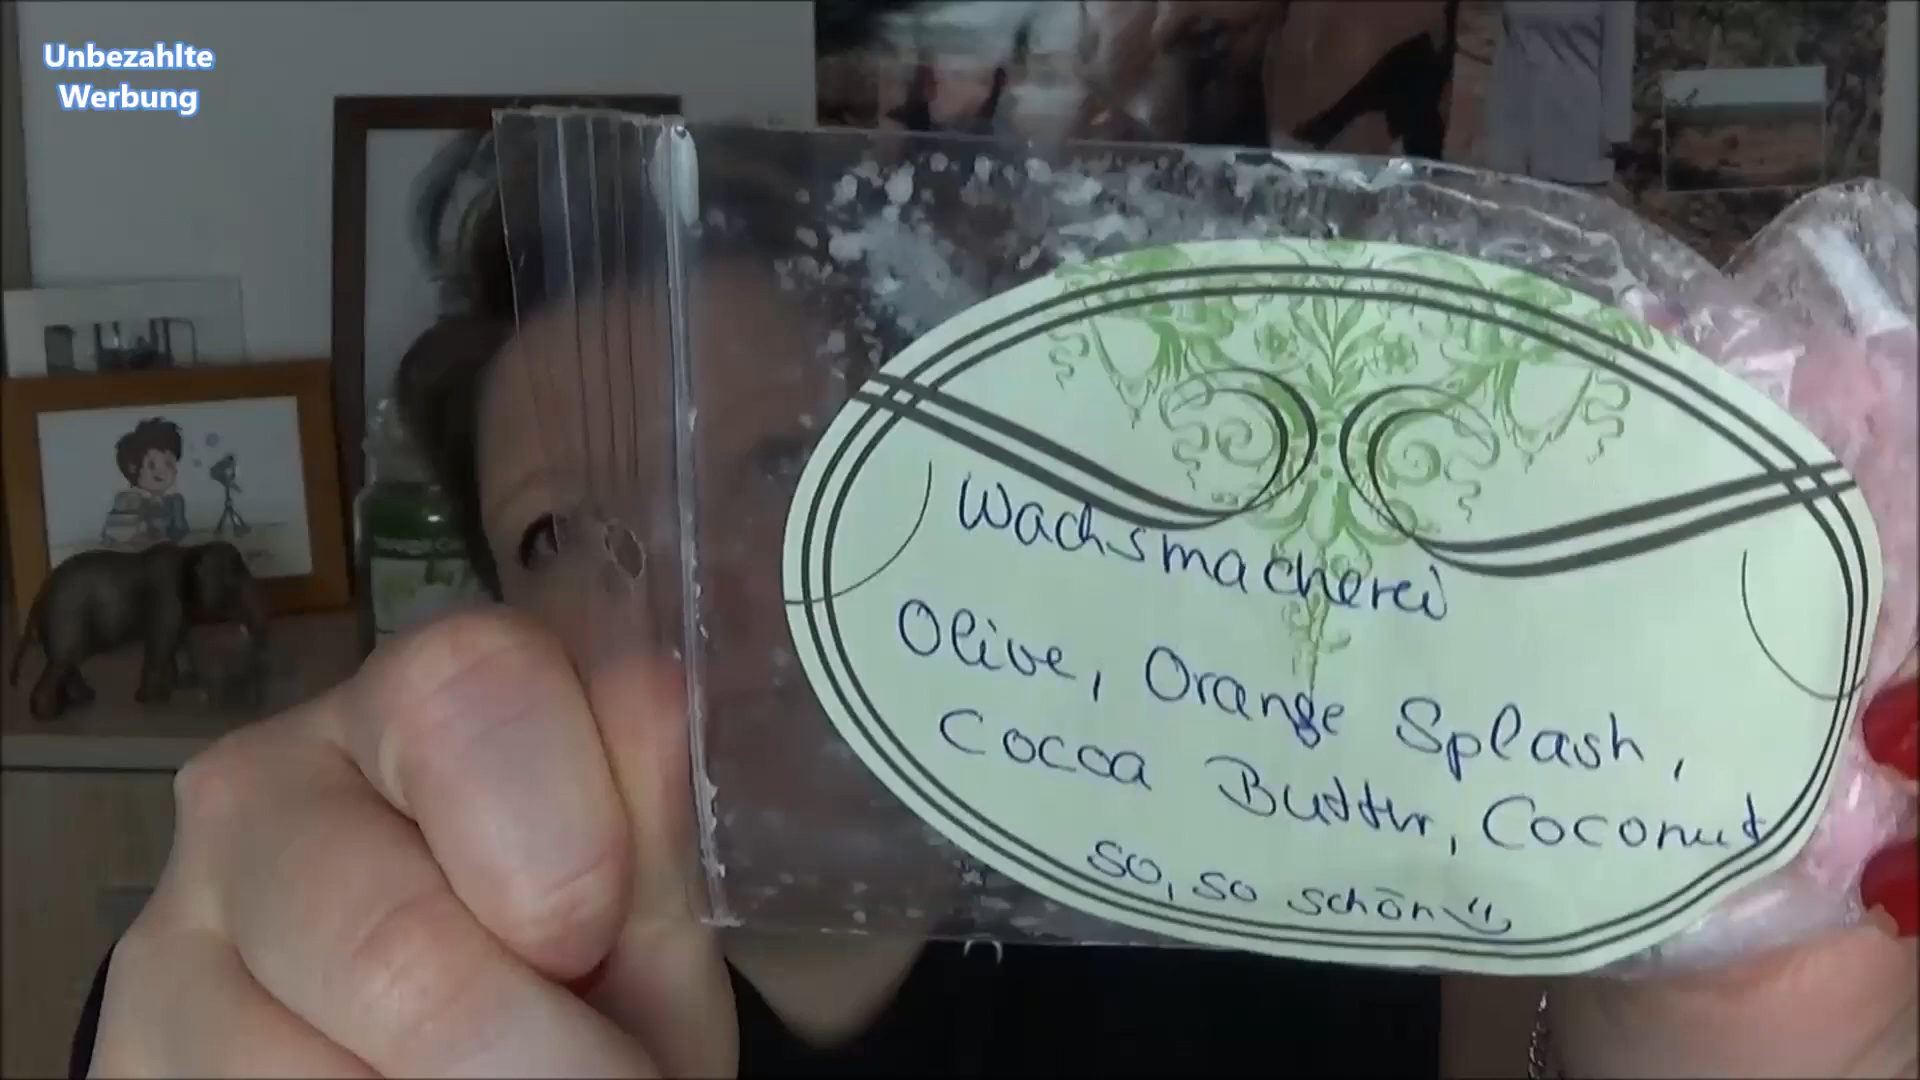 Unbezahlte
Werbung
Wachsmacherei
Olive, Orange Splash,
Cocoa Butter, Coconut
so, so schön